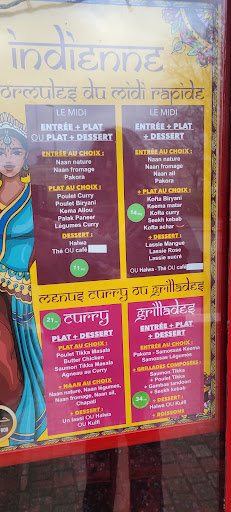 indienne
ormules du midi rapide
LE MIDI
ENTRÉE + PLAT
OU PLAT + DESSERT
ENTRÉE AU CHOIX :
Naan nature
Naan fromage
Pakora
PLAT AU CHOIX :
Poulet Curry
Poulet Biryani
Kema Allou
Palak Paneer
Légumes Curry
+ DESSERT :
Halwa
Thé OU café
LE MIDI
ENTRÉE + PLAT
+ DESSERT
ENTRÉE AU CHOIX :
Naan nature
Naan fromage
Naan ail
Pakora
+ PLAT AU CHOIX :
Kofta Biryani
Keema matar
Kofta curry
Seekh kebab
Kofta achar
+ DESSERT :
Lassie Mangue
Lassie Rose
Lassie sucré
OU Halwa - Thé OU café
menus curry ou grillades
curry
PLAT + DESSERT
PLAT AU CHOIX :
Poulet Tikka Masala
Butter Chicken
Saumon Tikka Masala
Agneau au Curry
+ NAAN AU CHOIX
Naan nature, Naan légumes,
Naan fromage, Naan ail,
Chapati
+ DESSERT :
Un lassi OU Halwa
OU Kulfi
grillades
ENTRÉE + PLAT
+ DESSERT
ENTRÉE AU CHOIX :
Pakora - Samossae Keema
Samossae Légumes
+ GRILLADES COMPOSÉES :
Saumon Tikka
+ Poulet Tikka
+ Gambas tandoori
+ Seekh kebab
+ DESSERT :
Halwa OU Kulfi
+ BOISSONS